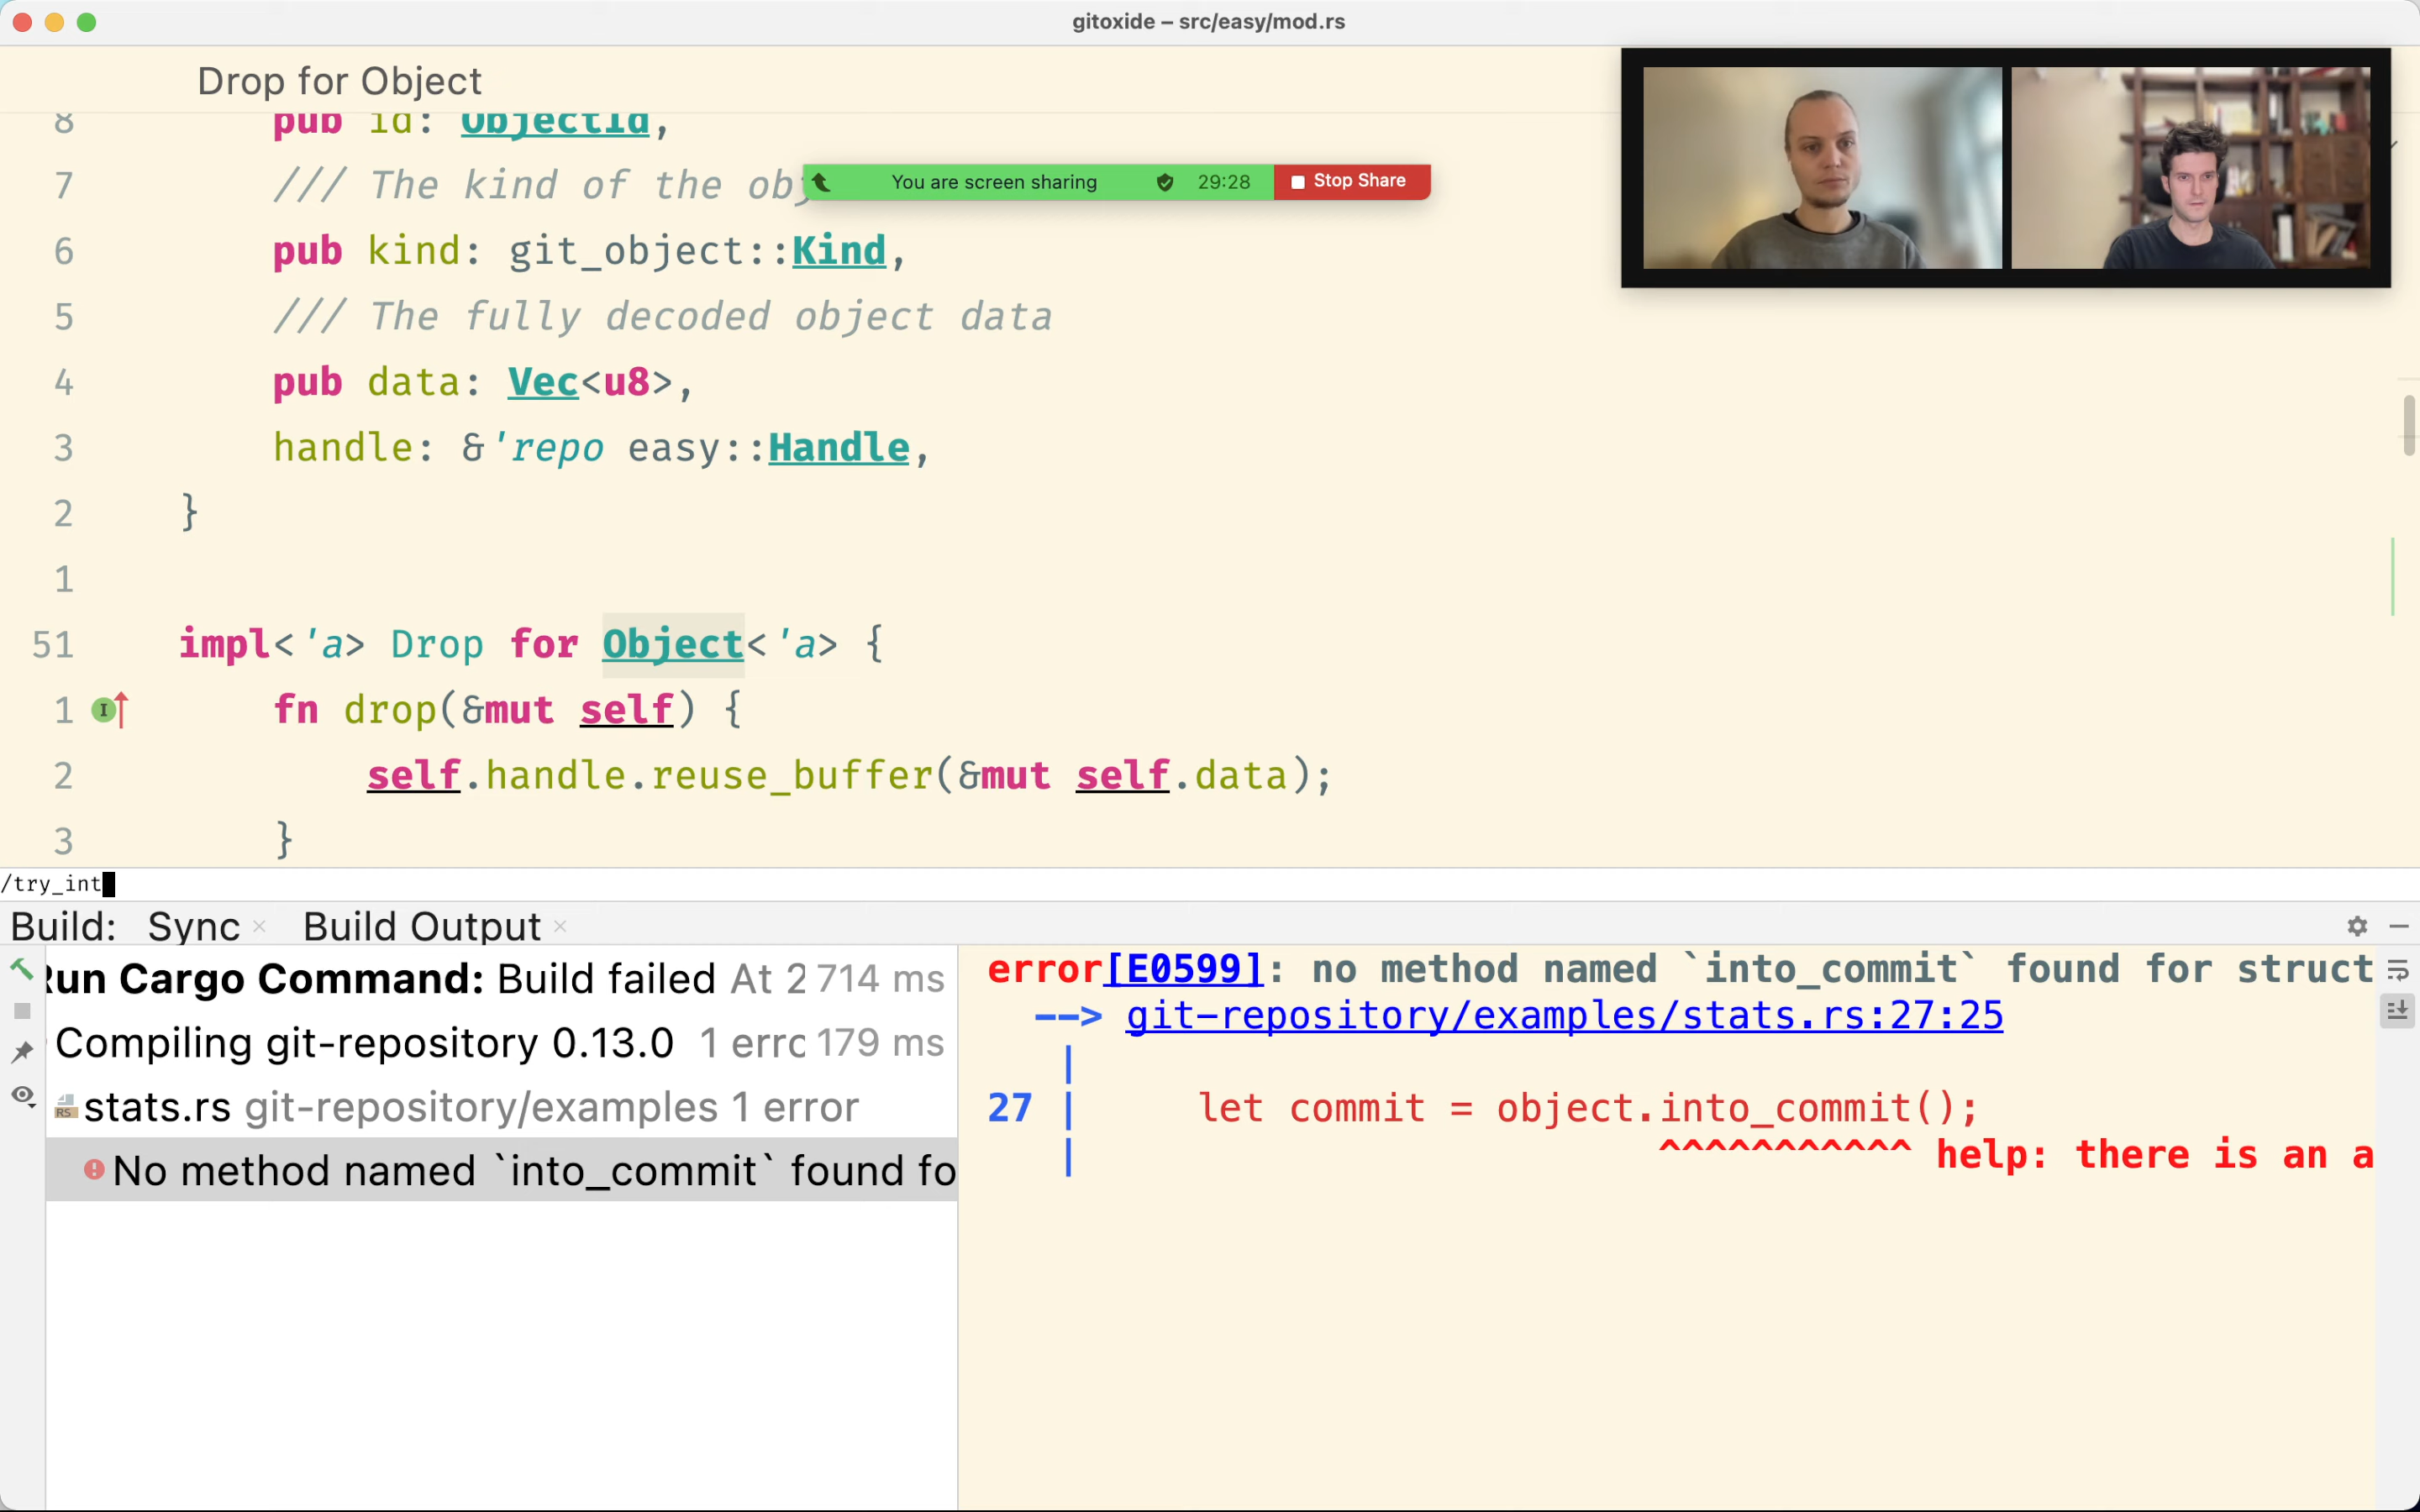 gitoxide – src/easy/mod.rs
Drop for Object
8 pub id: ObjectId,
7 /// The kind of the obj
You are screen sharing 29:28 Stop Share
6 pub kind: git_object::Kind,
5 /// The fully decoded object data
4 pub data: Vec<u8>,
3 handle: &'repo easy::Handle,
2 }
1
51 impl<'a> Drop for Object<'a> {
1 fn drop(&mut self) {
2 self.handle.reuse_buffer(&mut self.data);
3 }
/try_int
Build: Sync × Build Output ×
Run Cargo Command: Build failed At 2 714 ms
Compiling git-repository 0.13.0 1 erro 179 ms
stats.rs git-repository/examples 1 error
No method named `into_commit` found fo
error[E0599]: no method named `into_commit` found for struct
--> git-repository/examples/stats.rs:27:25
|
27 | let commit = object.into_commit();
| ^^^^^^^^^^^ help: there is an a